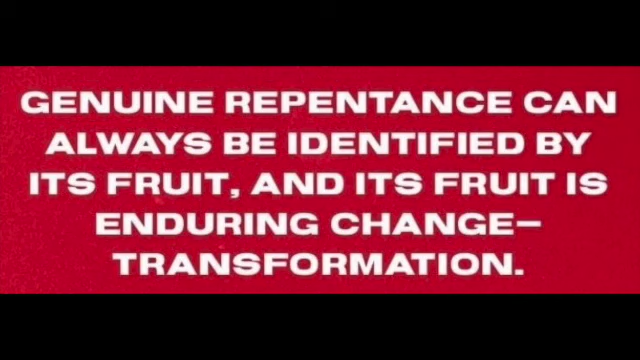 GENUINE REPENTANCE CAN
ALWAYS BE IDENTIFIED BY
ITS FRUIT, AND ITS FRUIT IS
ENDURING CHANGE–
TRANSFORMATION.